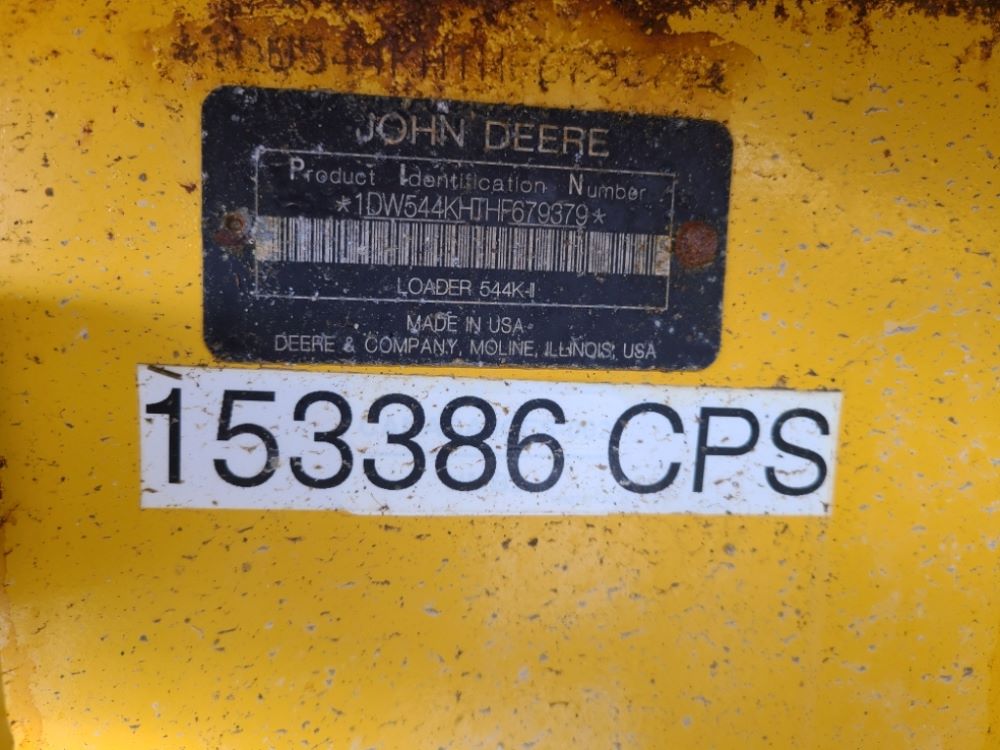 *1DW544KHTHF679379*
JOHN DEERE
Product Identification Number
*1DW544KHTHF679379*
LOADER 544K-II
MADE IN USA
DEERE & COMPANY, MOLINE, ILLINOIS, USA
153386 CPS